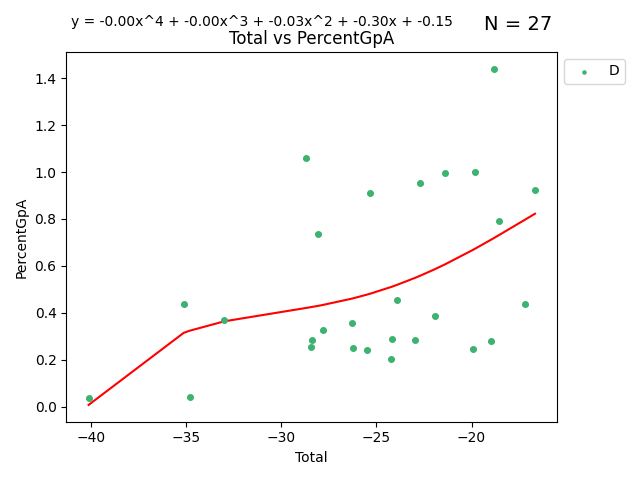 y = -0.00x^4 + -0.00x^3 + -0.03x^2 + -0.30x + -0.15
N = 27
Total vs PercentGpA
D
PercentGpA
1.4
1.2
1.0
0.8
0.6
0.4
0.2
0.0
−40
−35
−30
−25
−20
Total